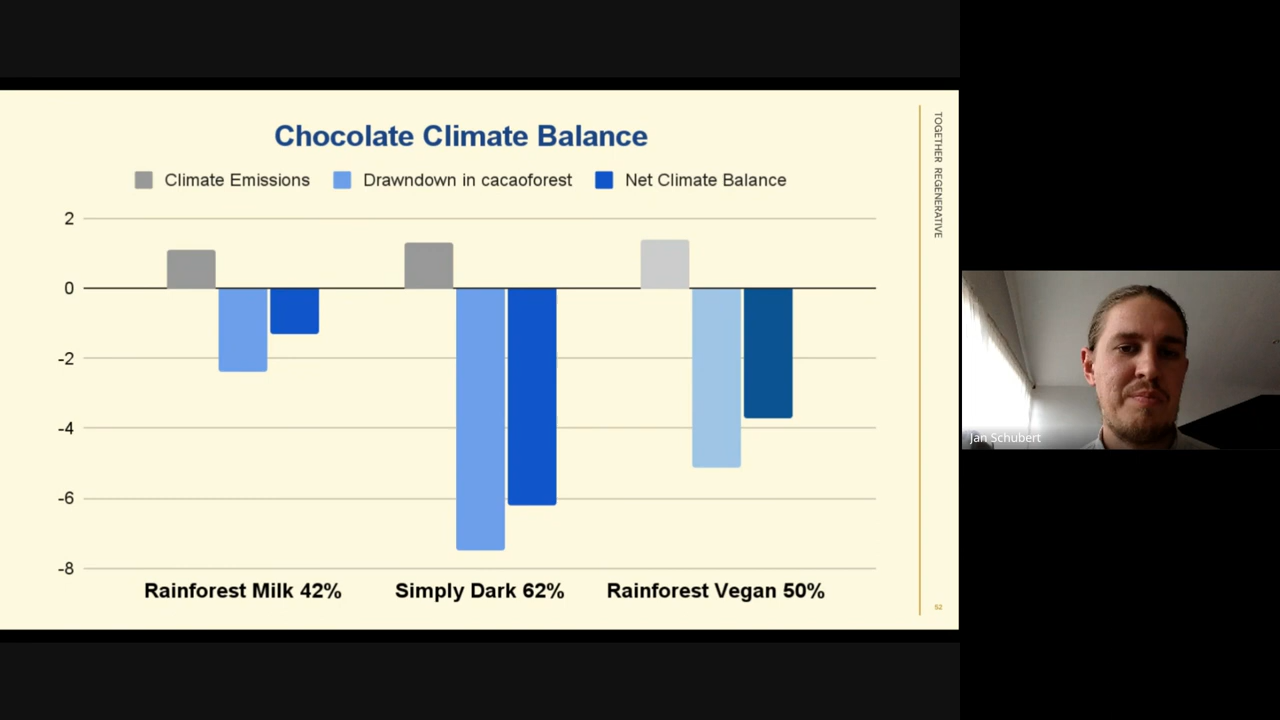 Chocolate Climate Balance
Climate Emissions
Drawndown in cacaoforest
Net Climate Balance
2
0
-2
-4
-6
-8
Rainforest Milk 42%
Simply Dark 62%
Rainforest Vegan 50%
TOGETHER REGENERATIVE
52
Jan Schubert